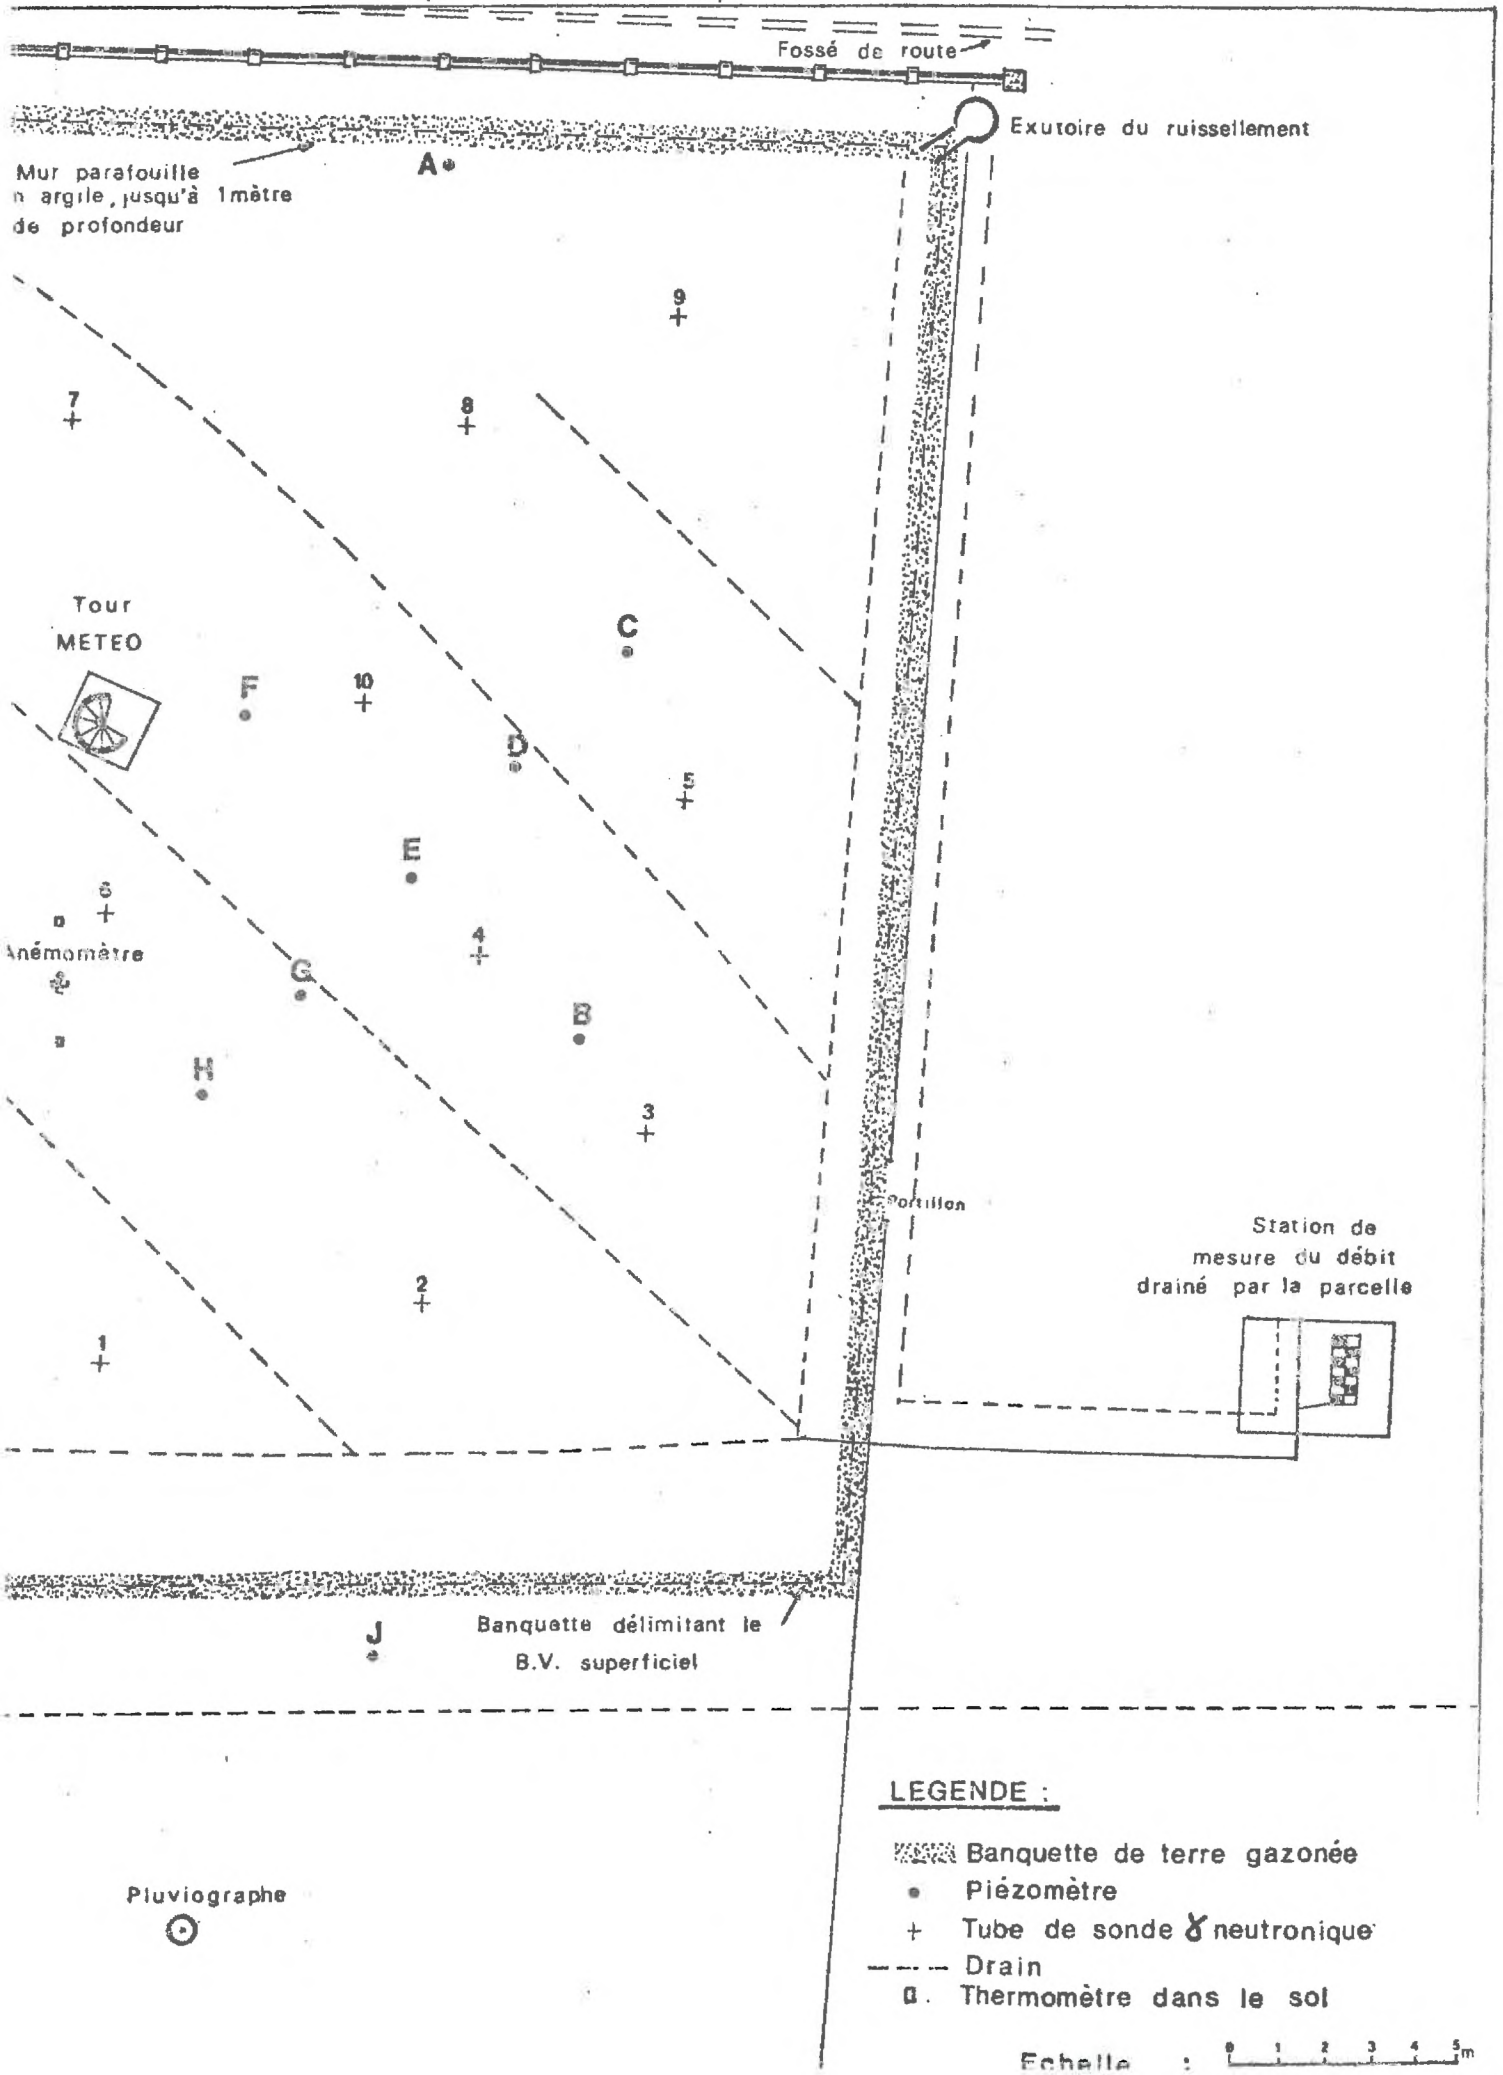 Fossé de route
Exutoire du ruissellement
Mur parafouille
n argile, jusqu'à 1 mètre
de profondeur
A
9
7
8
Tour
METEO
C
F
10
D
5
E
6
Anémomètre
4
G
B
H
3
Portillon
Station de
mesure du débit
drainé par la parcelle
2
1
Banquette délimitant le
B.V. superficiel
J
LEGENDE :
Banquette de terre gazonée
Piézomètre
Tube de sonde γ neutronique
Drain
Thermomètre dans le sol
Pluviographe
Echelle :
0 1 2 3 4 5m